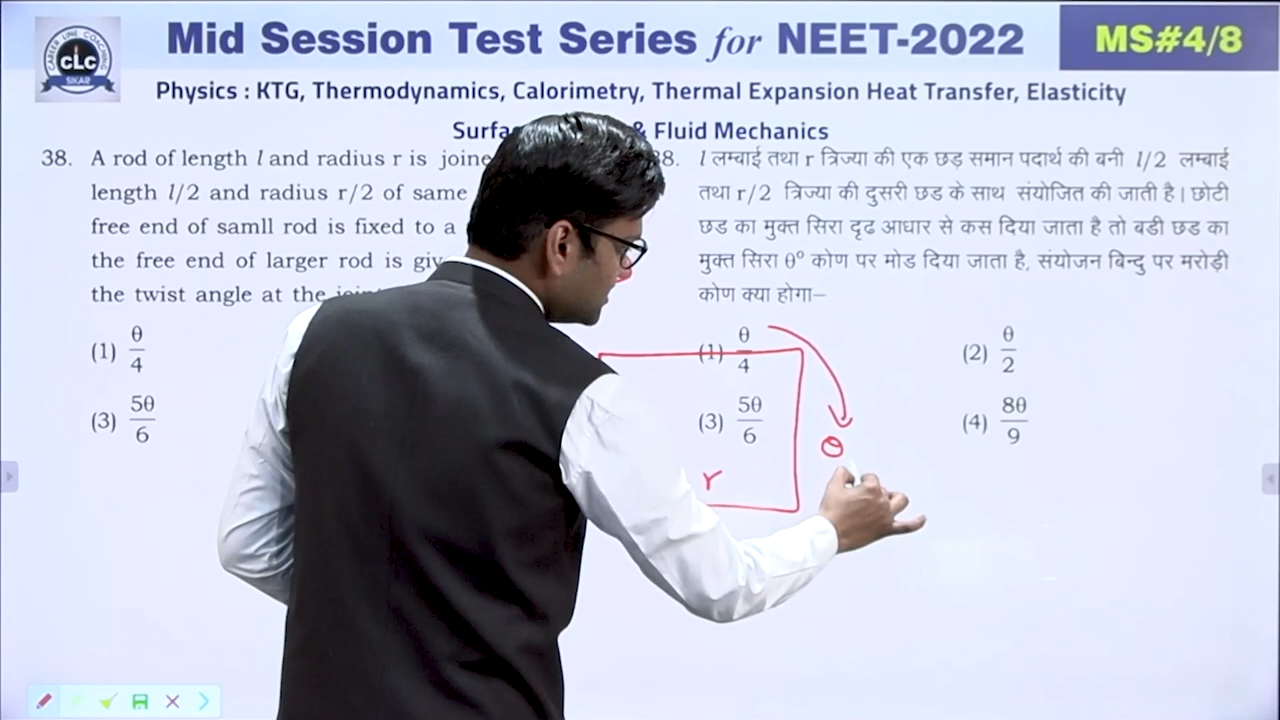 CAREER LINE COACHING
CLC
SIKAR
Mid Session Test Series for NEET-2022
MS#4/8
Physics : KTG, Thermodynamics, Calorimetry, Thermal Expansion Heat Transfer, Elasticity
& Fluid Mechanics
38. A rod of length l and radius r is
length l/2 and radius r/2 of same
free end of samll rod is fixed to a
the free end of larger rod is
the twist angle at the
(1) θ/4
(3) 5θ/6
38. l लम्बाई तथा r त्रिज्या की एक छड़ समान पदार्थ की बनी l/2 लम्बाई
तथा r/2 त्रिज्या की दुसरी छड के साथ संयोजित की जाती है। छोटी
छड का मुक्त सिरा दृढ आधार से कस दिया जाता है तो बडी छड का
मुक्त सिरा θ° कोण पर मोड दिया जाता है, संयोजन बिन्दु पर मरोड़ी
कोण क्या होगा–
(1) θ/4 (2) θ/2
(3) 5θ/6 (4) 8θ/9
θ
r